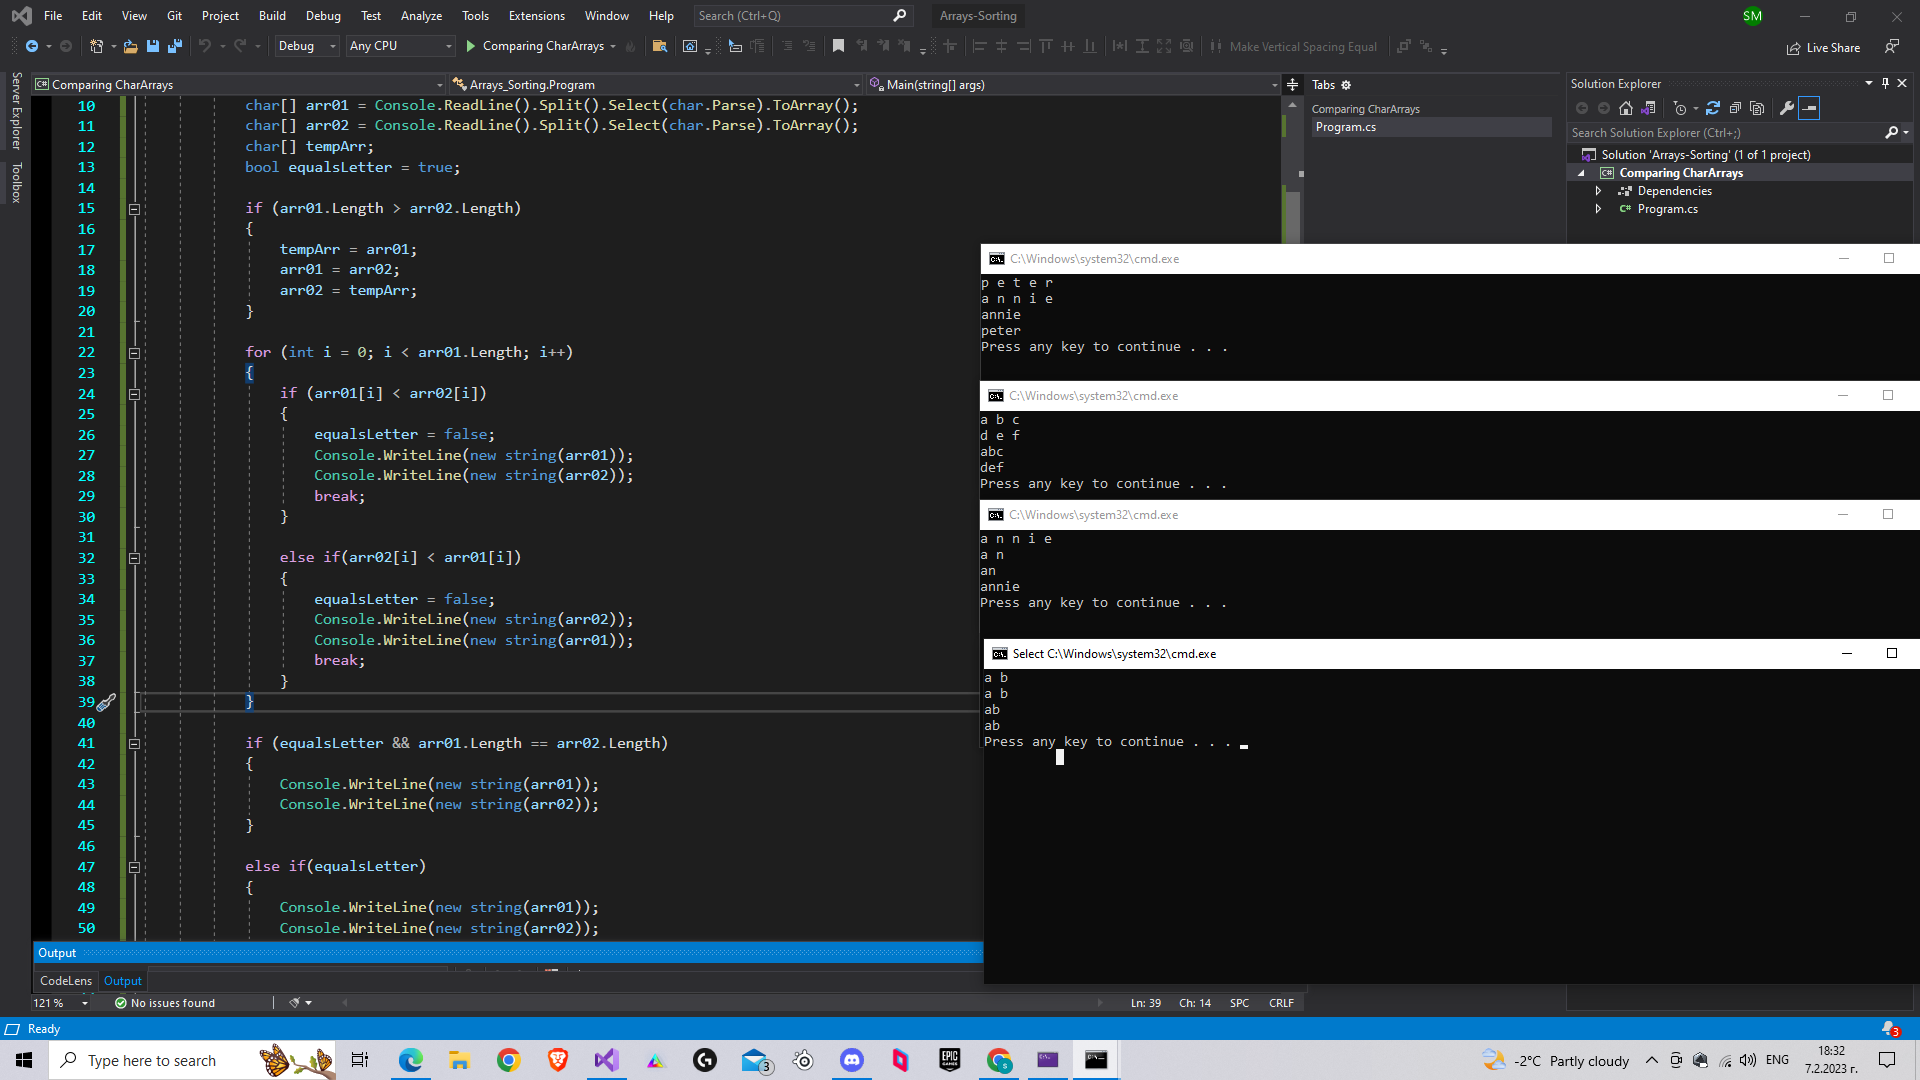 File Edit View Git Project Build Debug Test Analyze Tools Extensions Window Help Search (Ctrl+Q) Arrays-Sorting SM
Debug Any CPU Comparing CharArrays Make Vertical Spacing Equal Live Share
Server Explorer
Toolbox
Comparing CharArrays Arrays_Sorting.Program Main(string[] args)
10 char[] arr01 = Console.ReadLine().Split().Select(char.Parse).ToArray();
11 char[] arr02 = Console.ReadLine().Split().Select(char.Parse).ToArray();
12 char[] tempArr;
13 bool equalsLetter = true;
14
15 if (arr01.Length > arr02.Length)
16 {
17 tempArr = arr01;
18 arr01 = arr02;
19 arr02 = tempArr;
20 }
21
22 for (int i = 0; i < arr01.Length; i++)
23 {
24 if (arr01[i] < arr02[i])
25 {
26 equalsLetter = false;
27 Console.WriteLine(new string(arr01));
28 Console.WriteLine(new string(arr02));
29 break;
30 }
31
32 else if(arr02[i] < arr01[i])
33 {
34 equalsLetter = false;
35 Console.WriteLine(new string(arr02));
36 Console.WriteLine(new string(arr01));
37 break;
38 }
39 }
40
41 if (equalsLetter && arr01.Length == arr02.Length)
42 {
43 Console.WriteLine(new string(arr01));
44 Console.WriteLine(new string(arr02));
45 }
46
47 else if(equalsLetter)
48 {
49 Console.WriteLine(new string(arr01));
50 Console.WriteLine(new string(arr02));
Tabs
Comparing CharArrays
Program.cs
Solution Explorer
Search Solution Explorer (Ctrl+;)
Solution 'Arrays-Sorting' (1 of 1 project)
Comparing CharArrays
Dependencies
C# Program.cs
C:\Windows\system32\cmd.exe
p e t e r
a n n i e
annie
peter
Press any key to continue . . .
C:\Windows\system32\cmd.exe
a b c
d e f
abc
def
Press any key to continue . . .
C:\Windows\system32\cmd.exe
a n n i e
a n
an
annie
Press any key to continue . . .
Select C:\Windows\system32\cmd.exe
a b
a b
ab
ab
Press any key to continue . . .
Output
CodeLens Output
121 % No issues found Ln: 39 Ch: 14 SPC CRLF
Ready 3
Type here to search 3 EPIC GAMES -2°C Partly cloudy ENG 18:32
7.2.2023 г.